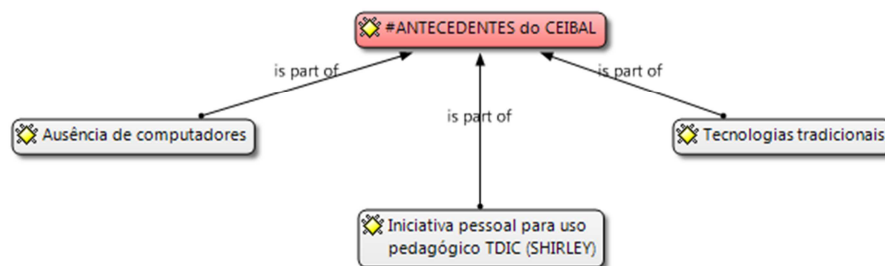 #ANTECEDENTES do CEIBAL
is part of
is part of
is part of
Ausência de computadores
Tecnologias tradicionais
Iniciativa pessoal para uso
pedagógico TDIC (SHIRLEY)